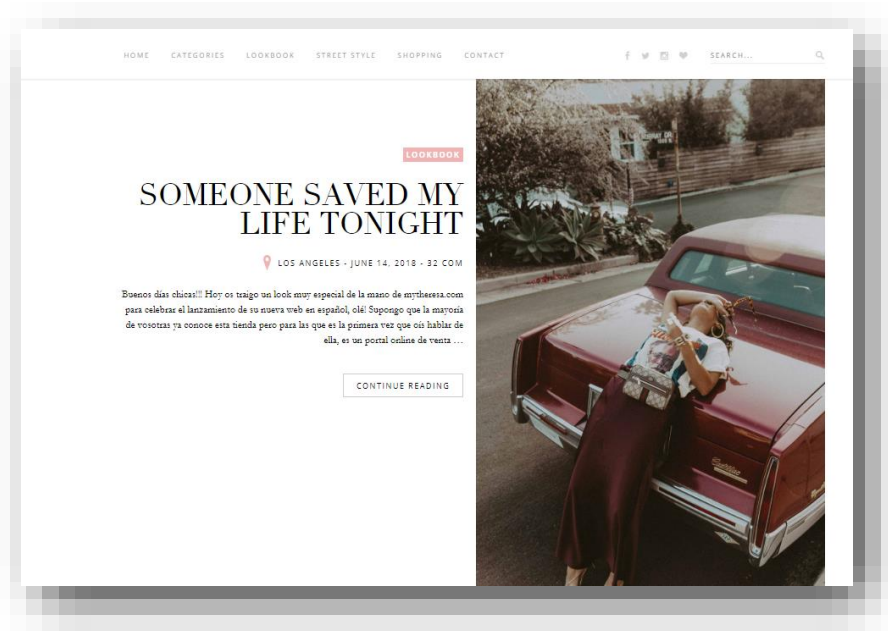 HOME CATEGORIES LOOKBOOK STREET STYLE SHOPPING CONTACT SEARCH...
LOOKBOOK
SOMEONE SAVED MY
LIFE TONIGHT
LOS ANGELES - JUNE 14, 2018 - 32 COM
Buenos días chicas!!! Hoy os traigo un look muy especial de la mano de mytheresa.com
para celebrar el lanzamiento de su nueva web en español, olé! Supongo que la mayoría
de vosotras ya conoce esta tienda pero para las que es la primera vez que oís hablar de
ella, es un portal online de venta ...
CONTINUE READING